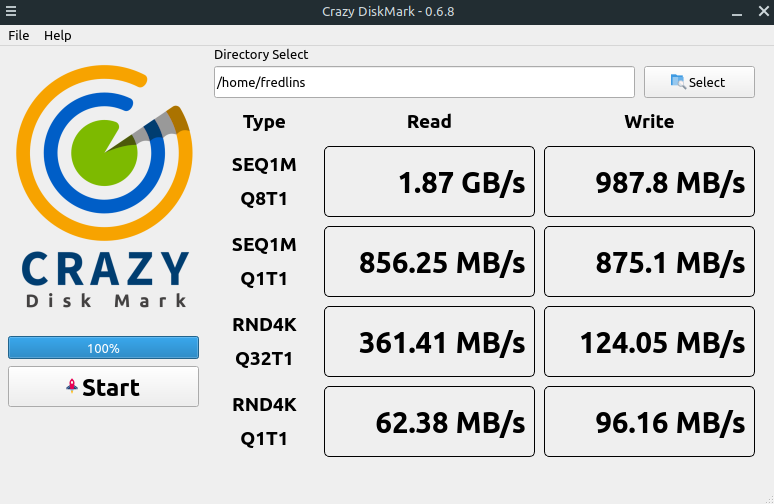 Crazy DiskMark - 0.6.8
File Help
Directory Select
/home/fredlins
Select
Type Read Write
SEQ1M
Q8T1
1.87 GB/s 987.8 MB/s
SEQ1M
Q1T1
856.25 MB/s 875.1 MB/s
RND4K
Q32T1
361.41 MB/s 124.05 MB/s
RND4K
Q1T1
62.38 MB/s 96.16 MB/s
CRAZY
Disk Mark
100%
Start